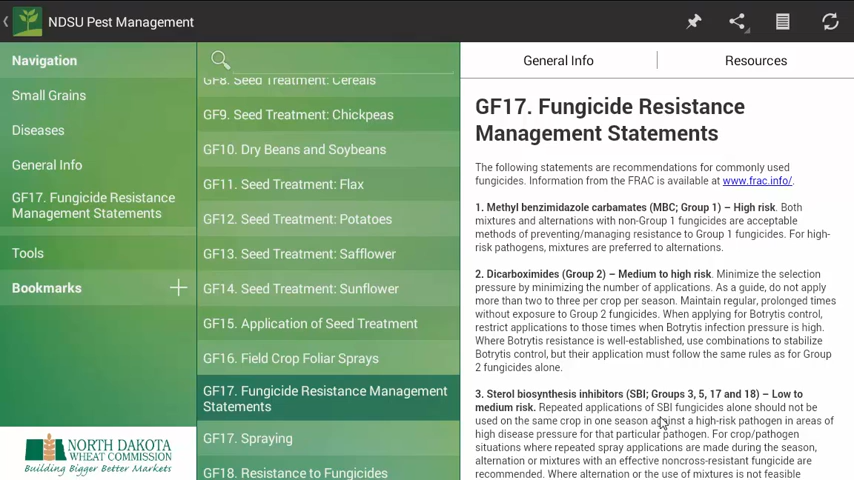 NDSU Pest Management
Navigation
Small Grains
Diseases
General Info
GF17. Fungicide Resistance
Management Statements
Tools
Bookmarks
NORTH DAKOTA
WHEAT COMMISSION
Building Bigger Better Markets
GF8. Seed Treatment: Cereals
GF9. Seed Treatment: Chickpeas
GF10. Dry Beans and Soybeans
GF11. Seed Treatment: Flax
GF12. Seed Treatment: Potatoes
GF13. Seed Treatment: Safflower
GF14. Seed Treatment: Sunflower
GF15. Application of Seed Treatment
GF16. Field Crop Foliar Sprays
GF17. Fungicide Resistance Management
Statements
GF17. Spraying
GF18. Resistance to Fungicides
General Info
Resources
GF17. Fungicide Resistance
Management Statements
The following statements are recommendations for commonly used
fungicides. Information from the FRAC is available at www.frac.info/.
1. Methyl benzimidazole carbamates (MBC; Group 1) – High risk. Both
mixtures and alternations with non-Group 1 fungicides are acceptable
methods of preventing/managing resistance to Group 1 fungicides. For high-
risk pathogens, mixtures are preferred to alternations.
2. Dicarboximides (Group 2) – Medium to high risk. Minimize the selection
pressure by minimizing the number of applications. As a guide, do not apply
more than two to three per crop per season. Maintain regular, prolonged times
without exposure to Group 2 fungicides. When applying for Botrytis control,
restrict applications to those times when Botrytis infection pressure is high.
Where Botrytis resistance is well-established, use combinations to stabilize
Botrytis control, but their application must follow the same rules as for Group
2 fungicides alone.
3. Sterol biosynthesis inhibitors (SBI; Groups 3, 5, 17 and 18) – Low to
medium risk. Repeated applications of SBI fungicides alone should not be
used on the same crop in one season against a high-risk pathogen in areas of
high disease pressure for that particular pathogen. For crop/pathogen
situations where repeated spray applications are made during the season,
alternation or mixtures with an effective noncross-resistant fungicide are
recommended. Where alternation or the use of mixtures is not feasible